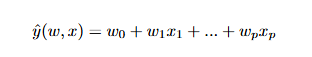 ŷ(w, x) = w₀ + w₁x₁ + ... + wₚxₚ